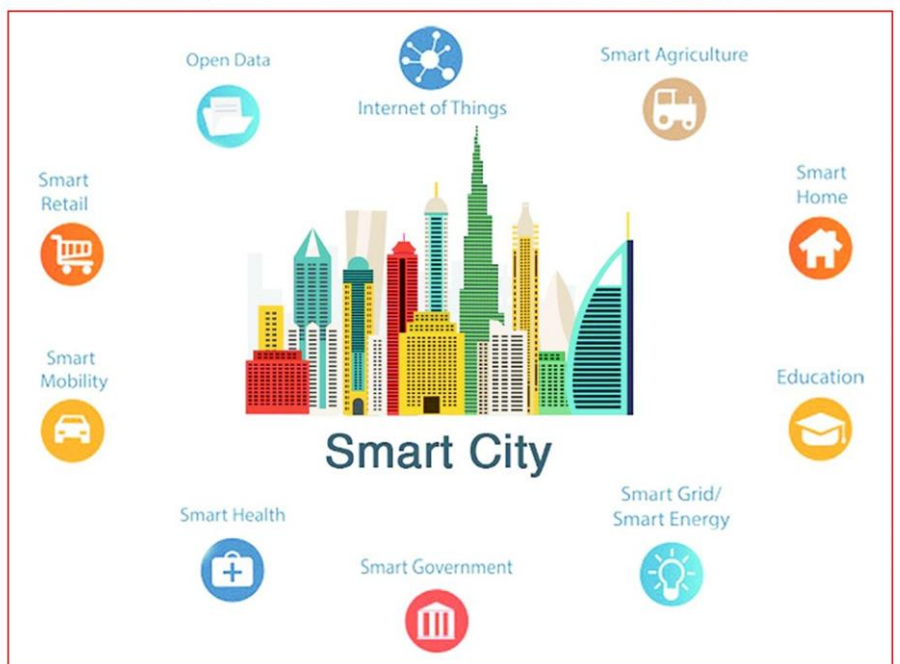 Open Data
Internet of Things
Smart Agriculture
Smart
Retail
Smart
Home
Smart
Mobility
Education
Smart City
Smart Health
Smart Grid/
Smart Energy
Smart Government